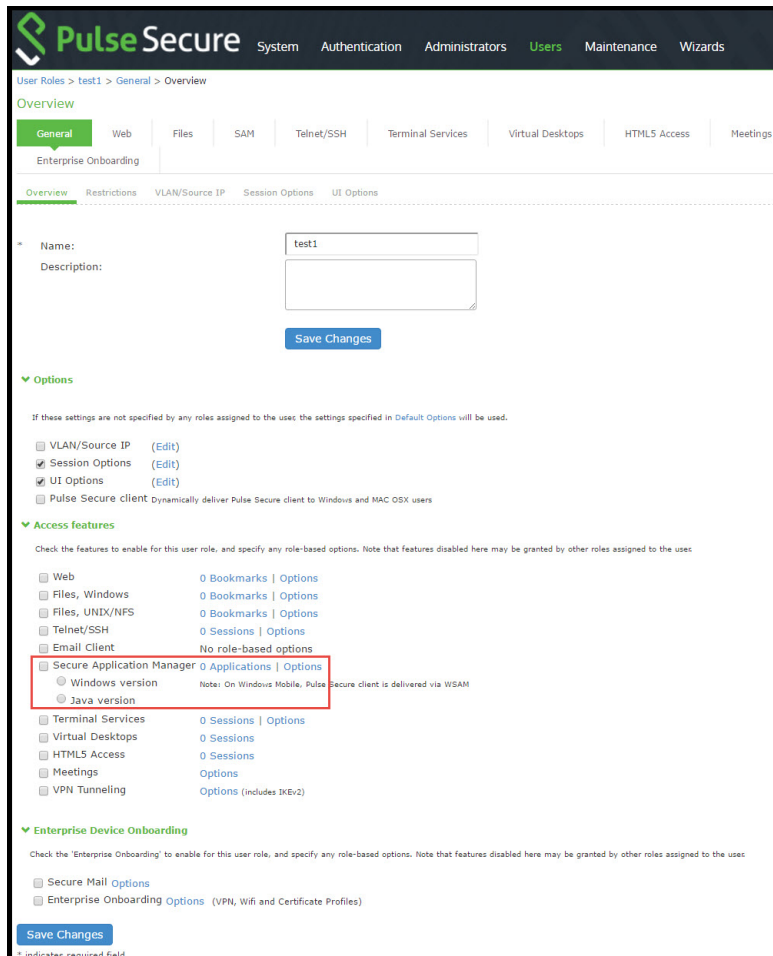 Pulse Secure System Authentication Administrators Users Maintenance Wizards
User Roles > test1 > General > Overview
Overview
General Web Files SAM Telnet/SSH Terminal Services Virtual Desktops HTML5 Access Meetings
Enterprise Onboarding
Overview Restrictions VLAN/Source IP Session Options UI Options
* Name: test1
Description:
Save Changes
Options
If these settings are not specified by any roles assigned to the user, the settings specified in Default Options will be used.
VLAN/Source IP (Edit)
Session Options (Edit)
UI Options (Edit)
Pulse Secure client Dynamically deliver Pulse Secure client to Windows and MAC OSX users
Access features
Check the features to enable for this user role, and specify any role-based options. Note that features disabled here may be granted by other roles assigned to the user.
Web 0 Bookmarks | Options
Files, Windows 0 Bookmarks | Options
Files, UNIX/NFS 0 Bookmarks | Options
Telnet/SSH 0 Sessions | Options
Email Client No role-based options
Secure Application Manager 0 Applications | Options
Windows version Note: On Windows Mobile, Pulse Secure client is delivered via WSAM
Java version
Terminal Services 0 Sessions | Options
Virtual Desktops 0 Sessions
HTML5 Access 0 Sessions
Meetings Options
VPN Tunneling Options (includes IKEv2)
Enterprise Device Onboarding
Check the 'Enterprise Onboarding' to enable for this user role, and specify any role-based options. Note that features disabled here may be granted by other roles assigned to the user.
Secure Mail Options
Enterprise Onboarding Options (VPN, Wifi and Certificate Profiles)
Save Changes
* indicates required field